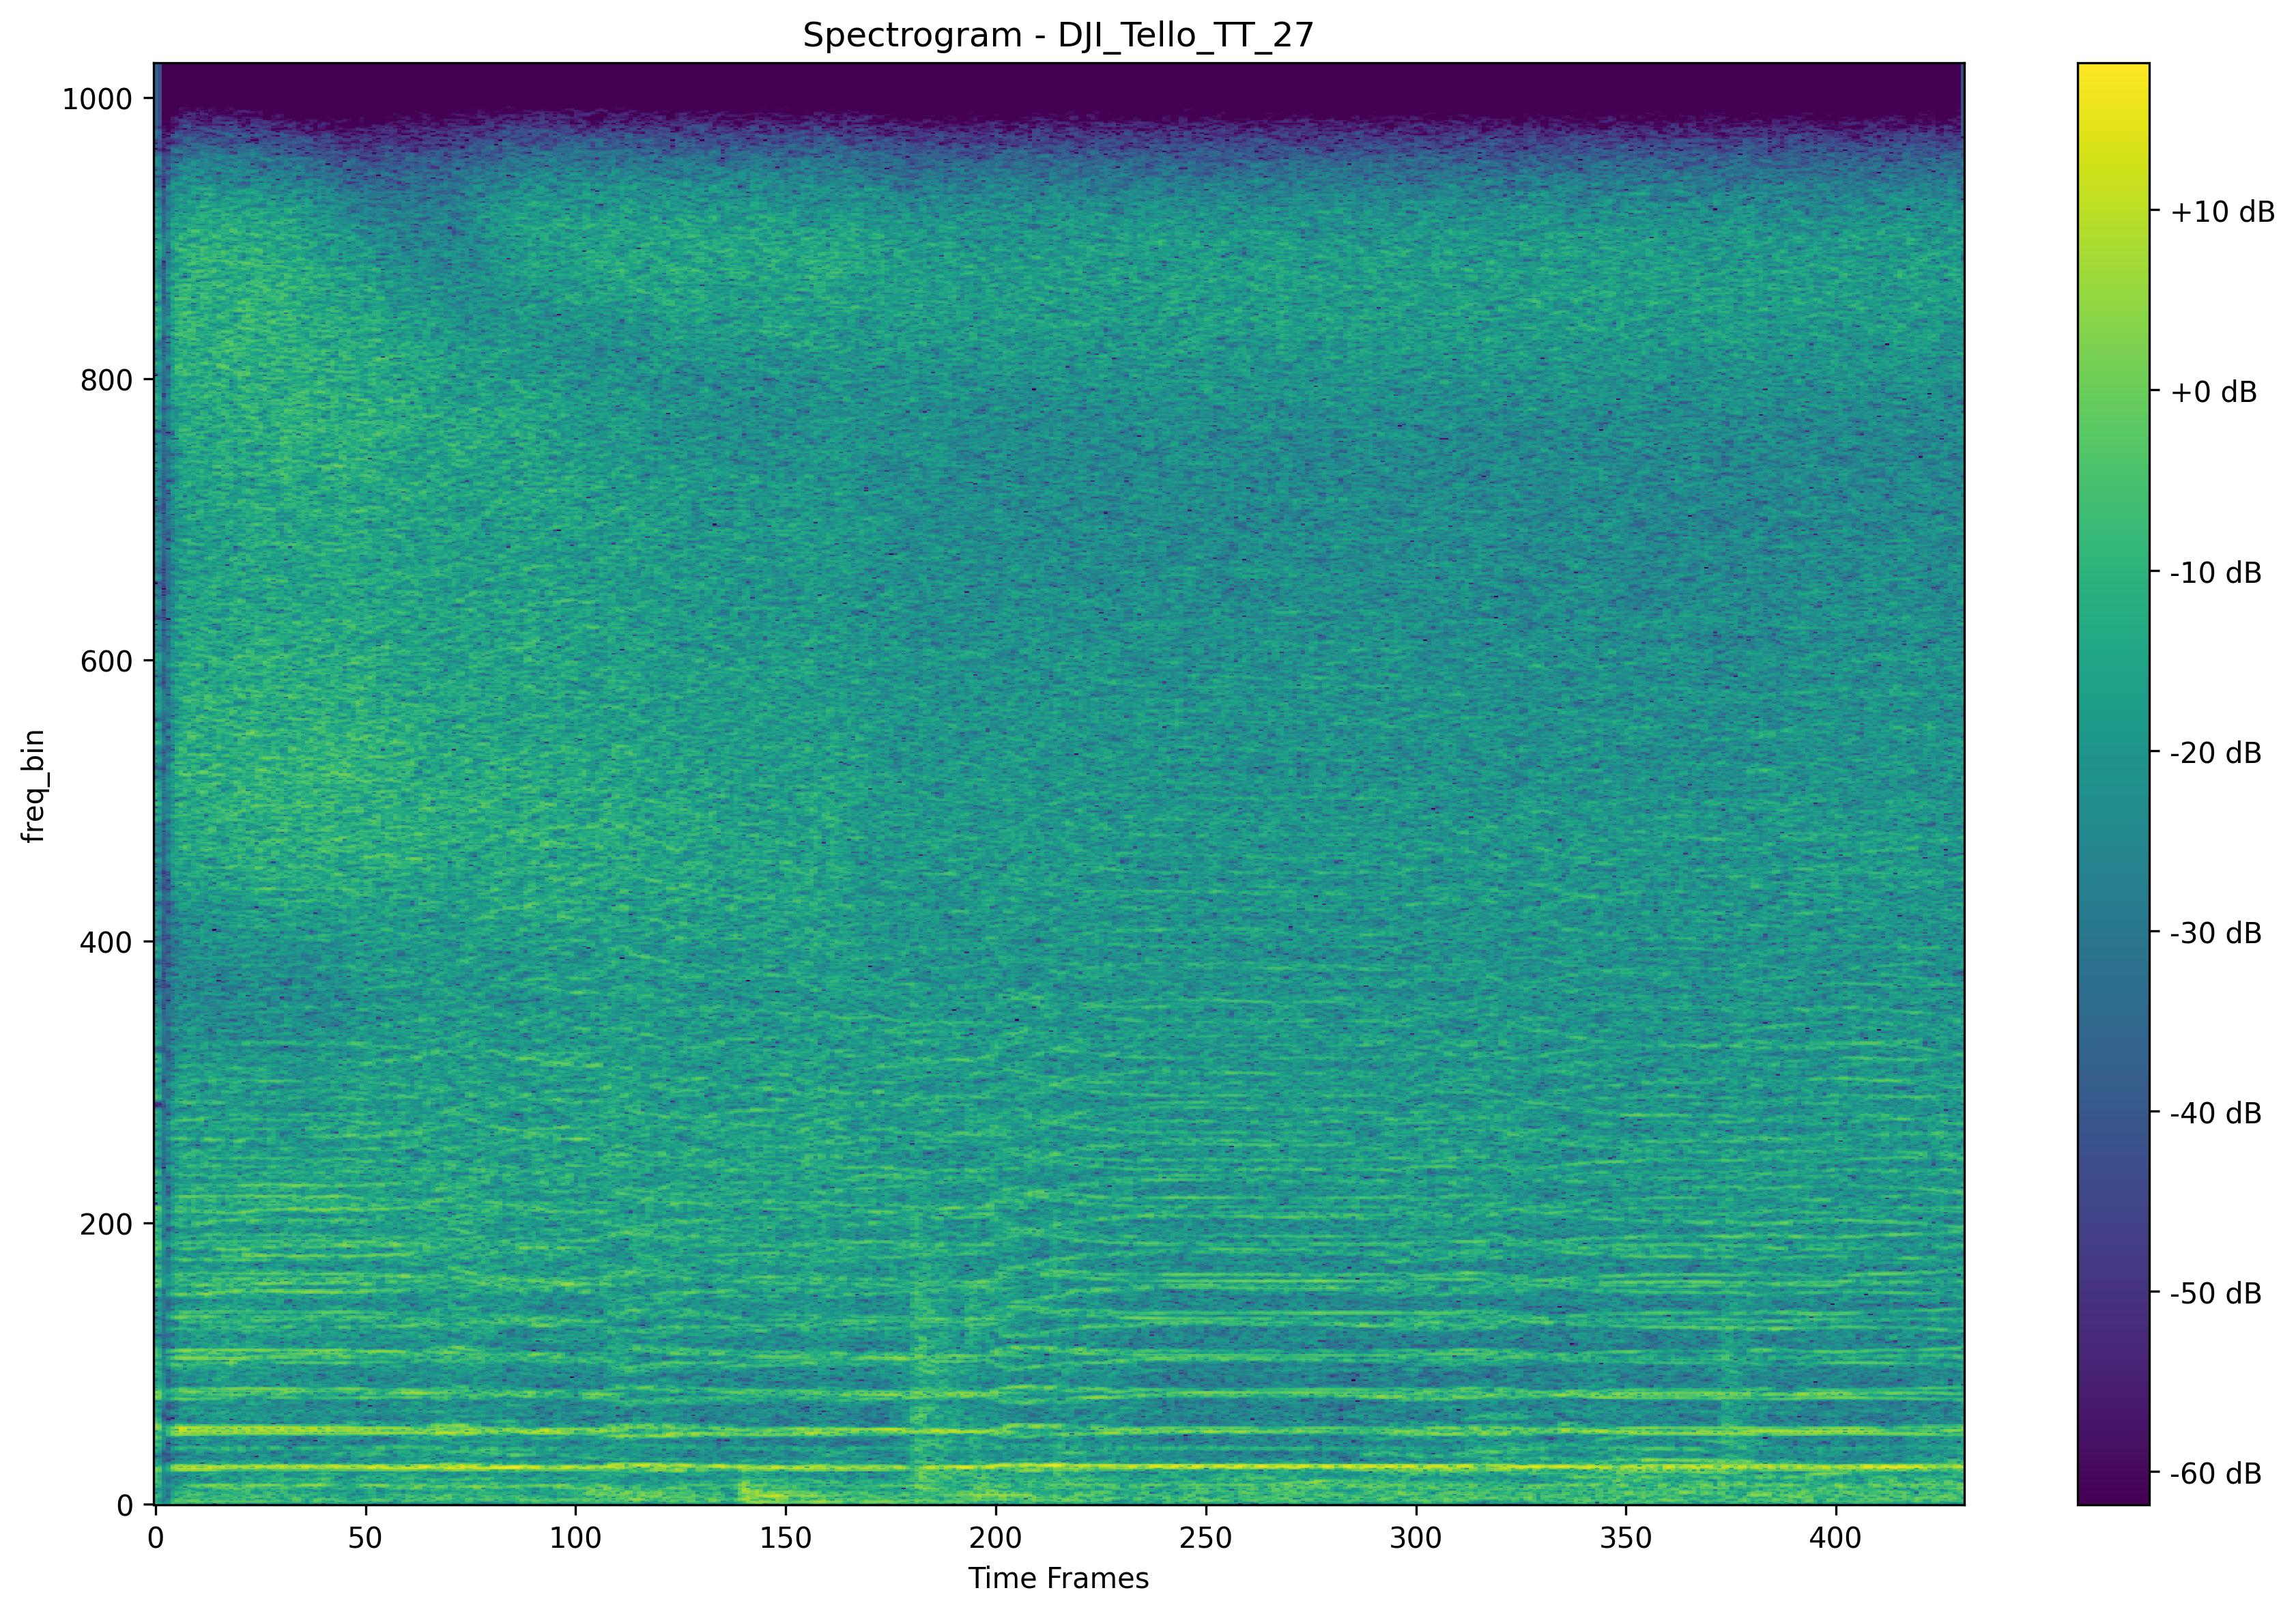 Spectrogram - DJI_Tello_TT_27
freq_bin
1000
800
600
400
200
0
0 50 100 150 200 250 300 350 400
Time Frames
+10 dB
+0 dB
-10 dB
-20 dB
-30 dB
-40 dB
-50 dB
-60 dB